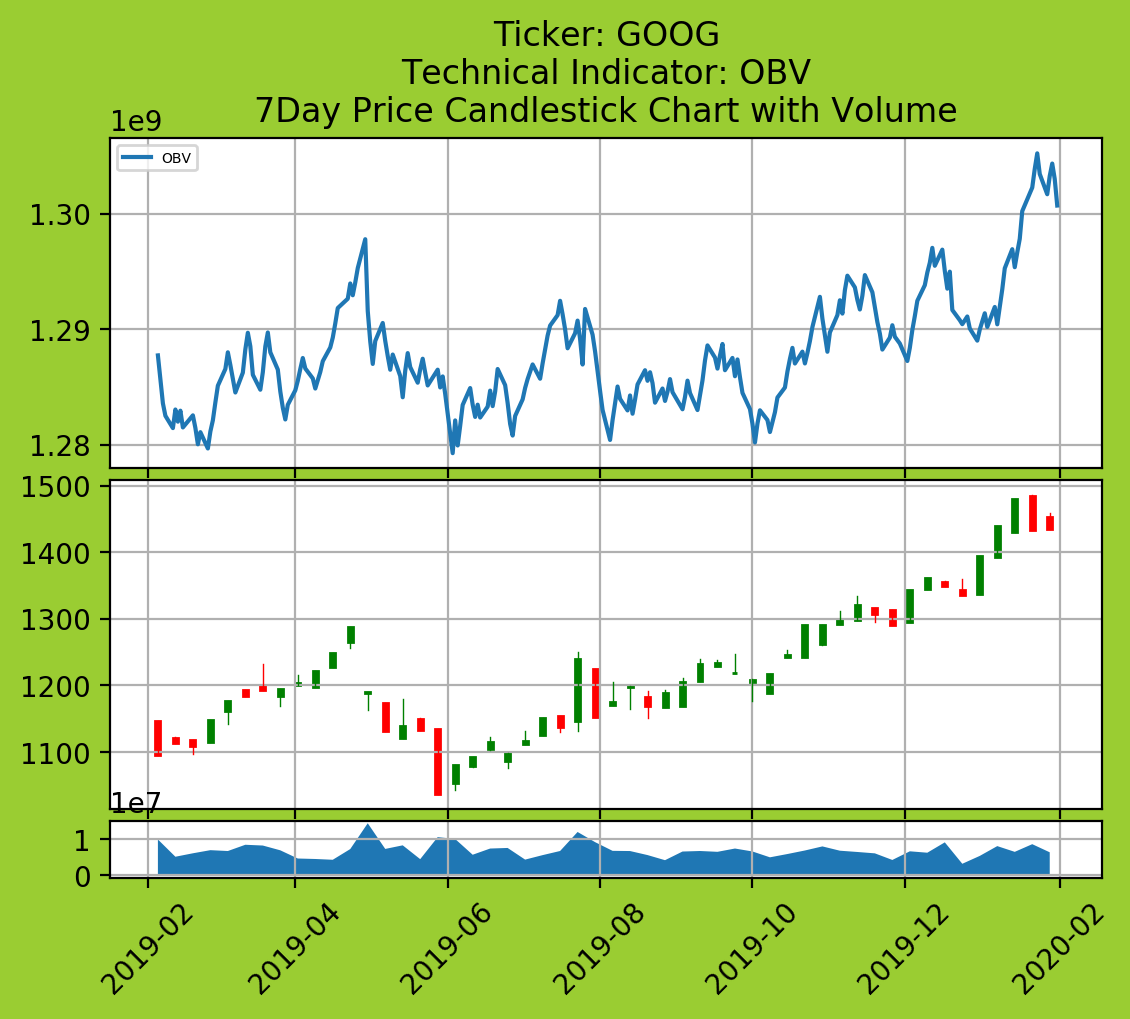 Ticker: GOOG
Technical Indicator: OBV
7Day Price Candlestick Chart with Volume
1e9
OBV
1.30
1.29
1.28
1500
1400
1300
1200
1100
1e7
1
0
2019-02
2019-04
2019-06
2019-08
2019-10
2019-12
2020-02